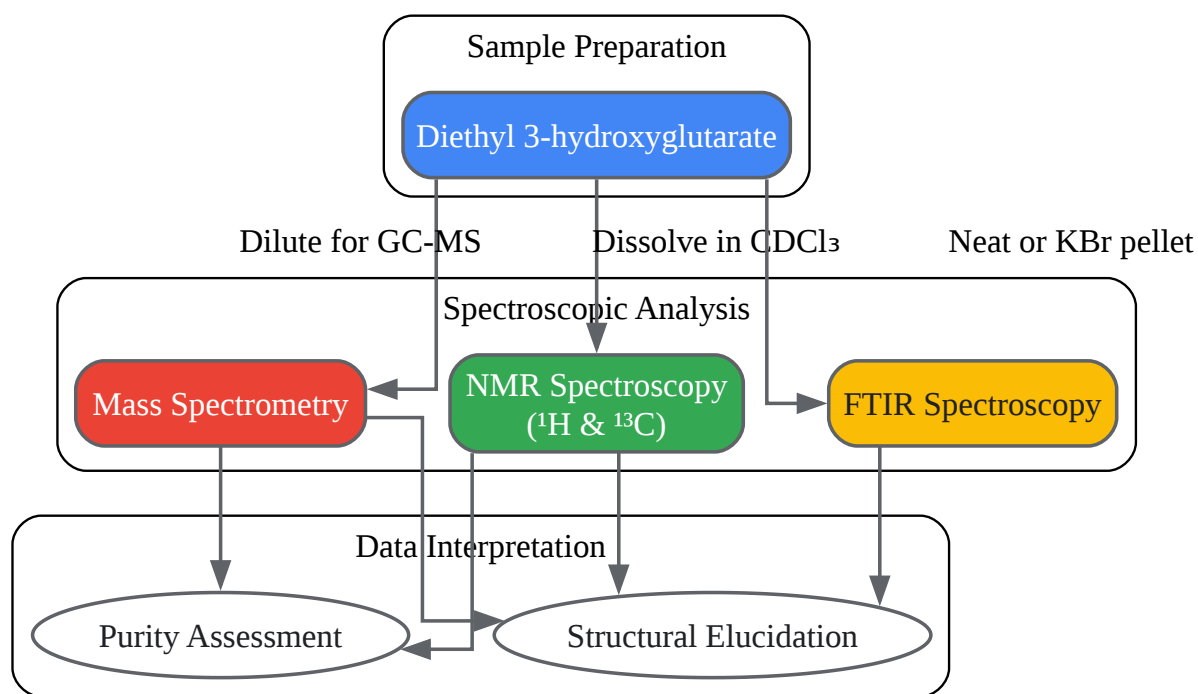 Sample Preparation
Diethyl 3-hydroxyglutarate
Dilute for GC-MS
Dissolve in CDCl₃
Neat or KBr pellet
Spectroscopic Analysis
Mass Spectrometry
NMR Spectroscopy
(¹H & ¹³C)
FTIR Spectroscopy
Data Interpretation
Purity Assessment
Structural Elucidation